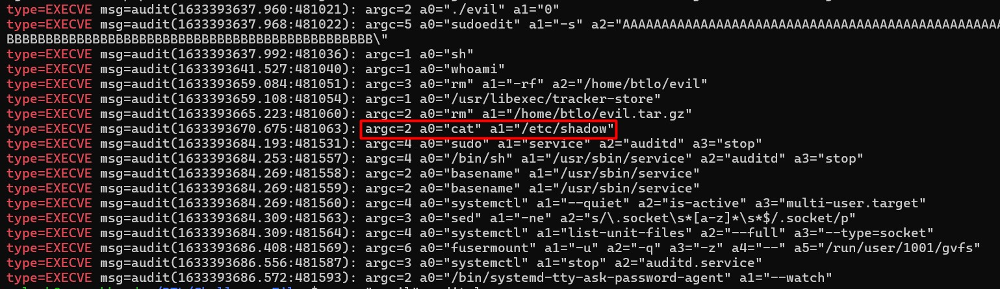 type=EXECVE msg=audit(1633393637.960:481021): argc=2 a0="./evil" a1="0"
type=EXECVE msg=audit(1633393637.968:481022): argc=5 a0="sudoedit" a1="-s" a2="AAAAAAAAAAAAAAAAAAAAAAAAAAAAAAAAAAAAAAAAAAAAAAAAA
BBBBBBBBBBBBBBBBBBBBBBBBBBBBBBBBBBBBBBBBBBBBBBB\"
type=EXECVE msg=audit(1633393637.992:481036): argc=1 a0="sh"
type=EXECVE msg=audit(1633393641.527:481040): argc=1 a0="whoami"
type=EXECVE msg=audit(1633393659.084:481051): argc=3 a0="rm" a1="-rf" a2="/home/btlo/evil"
type=EXECVE msg=audit(1633393659.108:481054): argc=1 a0="/usr/libexec/tracker-store"
type=EXECVE msg=audit(1633393665.223:481060): argc=2 a0="rm" a1="/home/btlo/evil.tar.gz"
type=EXECVE msg=audit(1633393670.675:481063): argc=2 a0="cat" a1="/etc/shadow"
type=EXECVE msg=audit(1633393684.193:481531): argc=4 a0="sudo" a1="service" a2="auditd" a3="stop"
type=EXECVE msg=audit(1633393684.253:481557): argc=4 a0="/bin/sh" a1="/usr/sbin/service" a2="auditd" a3="stop"
type=EXECVE msg=audit(1633393684.269:481558): argc=2 a0="basename" a1="/usr/sbin/service"
type=EXECVE msg=audit(1633393684.269:481559): argc=2 a0="basename" a1="/usr/sbin/service"
type=EXECVE msg=audit(1633393684.269:481560): argc=4 a0="systemctl" a1="--quiet" a2="is-active" a3="multi-user.target"
type=EXECVE msg=audit(1633393684.309:481563): argc=3 a0="sed" a1="-ne" a2="s/\.socket\s*[a-z]*\s*$/.socket/p"
type=EXECVE msg=audit(1633393684.309:481564): argc=4 a0="systemctl" a1="list-unit-files" a2="--full" a3="--type=socket"
type=EXECVE msg=audit(1633393686.408:481569): argc=6 a0="fusermount" a1="-u" a2="-q" a3="-z" a4="--" a5="/run/user/1001/gvfs"
type=EXECVE msg=audit(1633393686.556:481587): argc=3 a0="systemctl" a1="stop" a2="auditd.service"
type=EXECVE msg=audit(1633393686.572:481593): argc=2 a0="/bin/systemd-tty-ask-password-agent" a1="--watch"